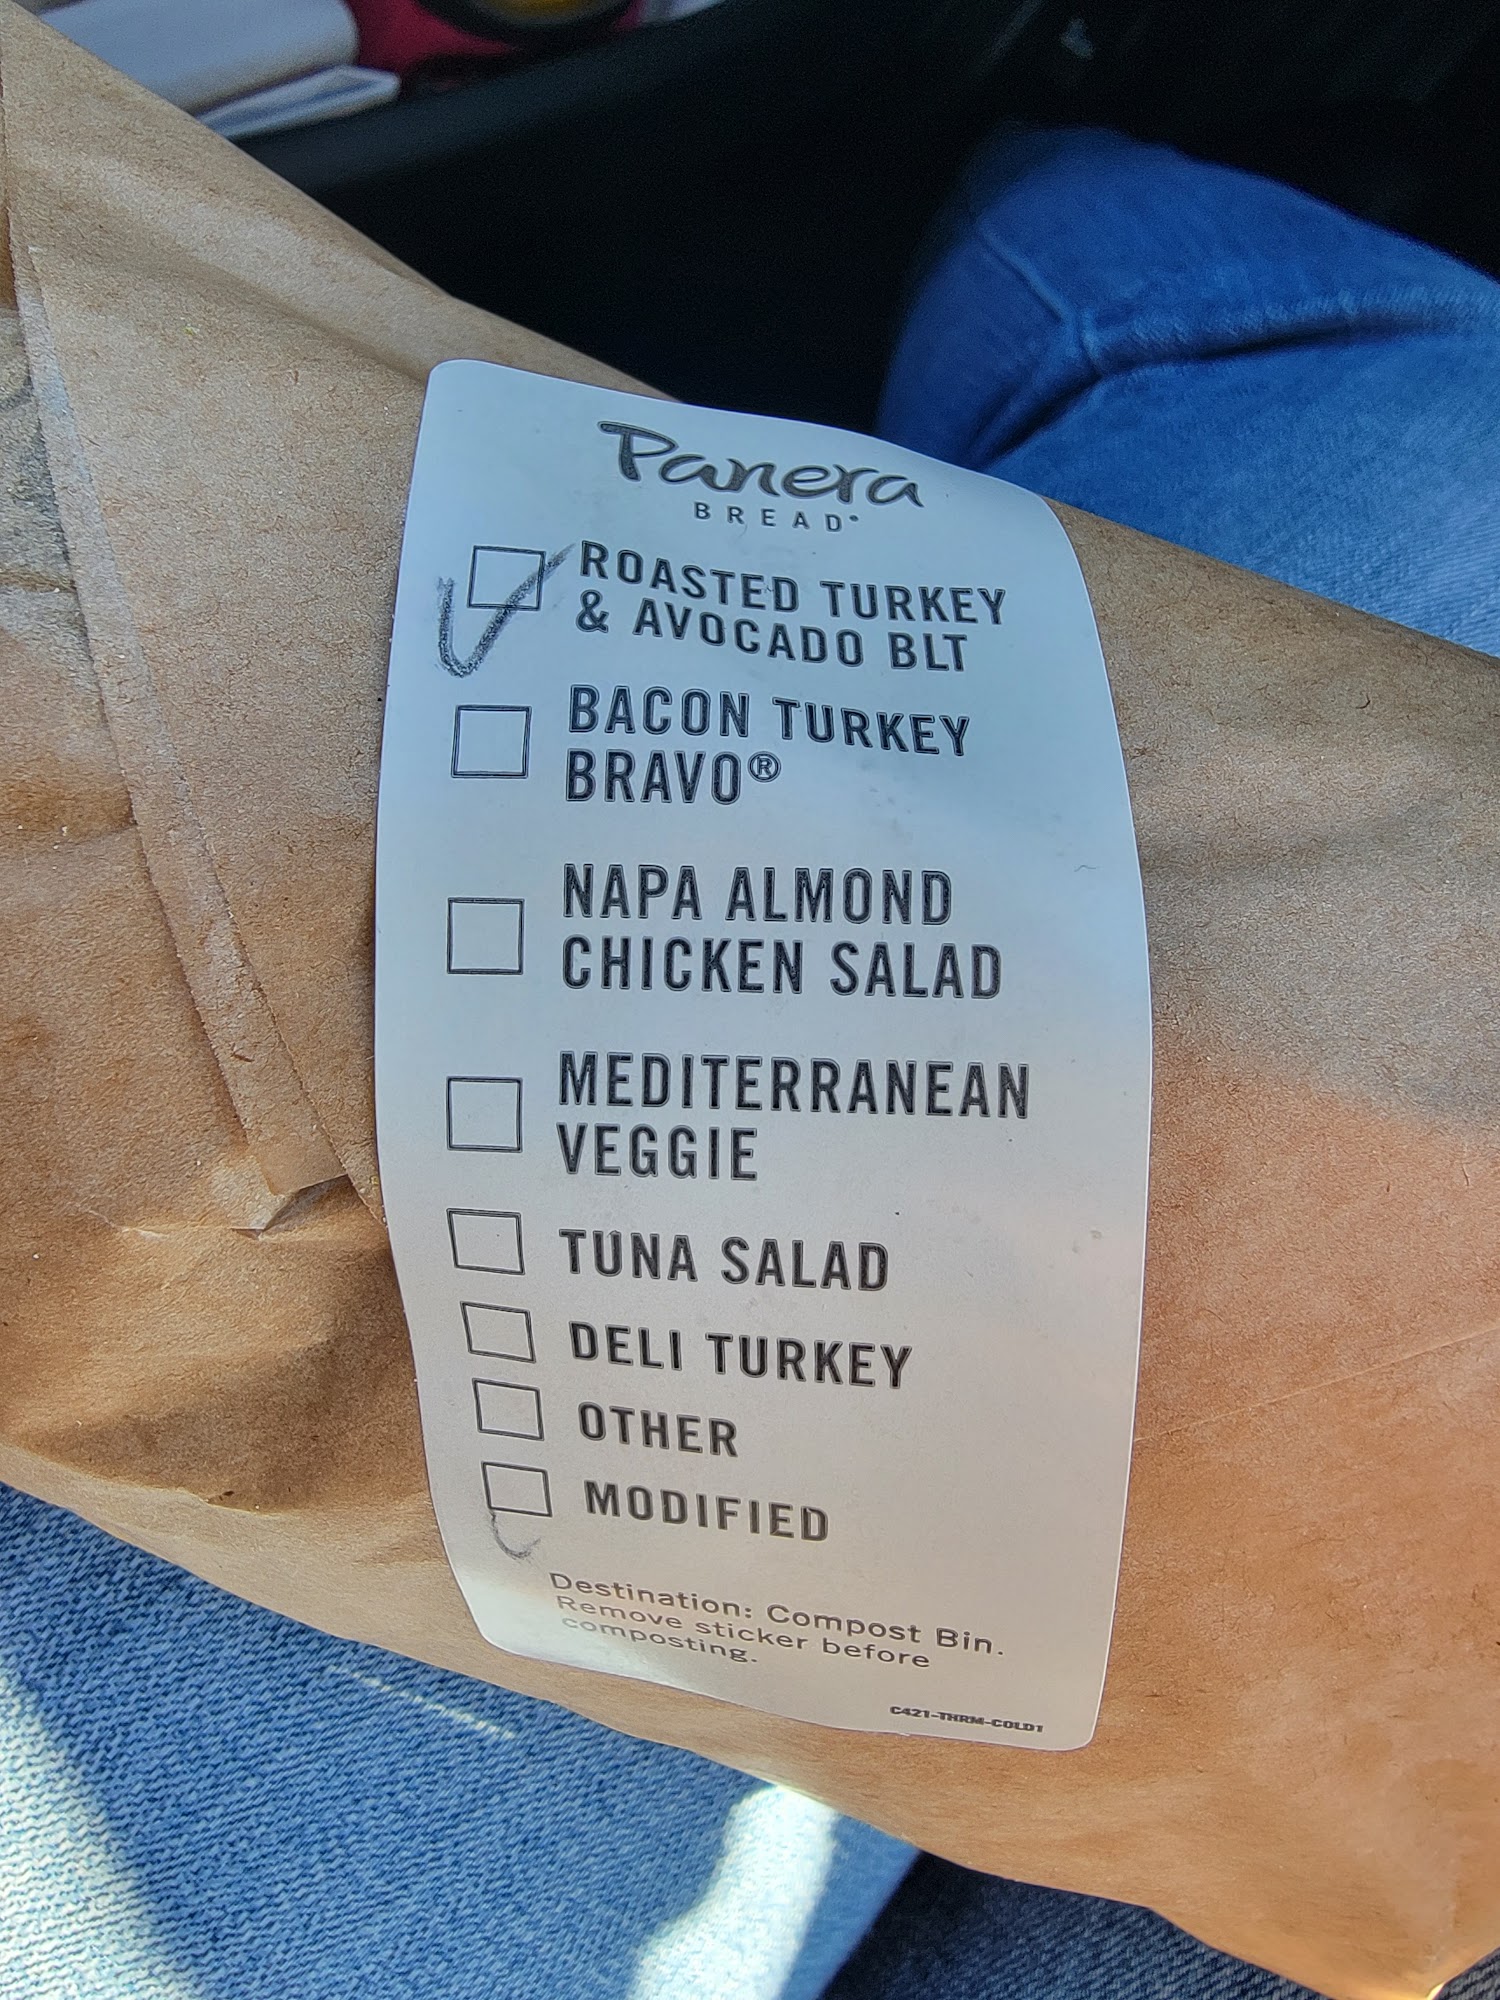 Panera
BREAD®
ROASTED TURKEY
& AVOCADO BLT
BACON TURKEY
BRAVO®
NAPA ALMOND
CHICKEN SALAD
MEDITERRANEAN
VEGGIE
TUNA SALAD
DELI TURKEY
OTHER
MODIFIED
Destination: Compost Bin.
Remove sticker before
composting.
C421-THRM-COLD1